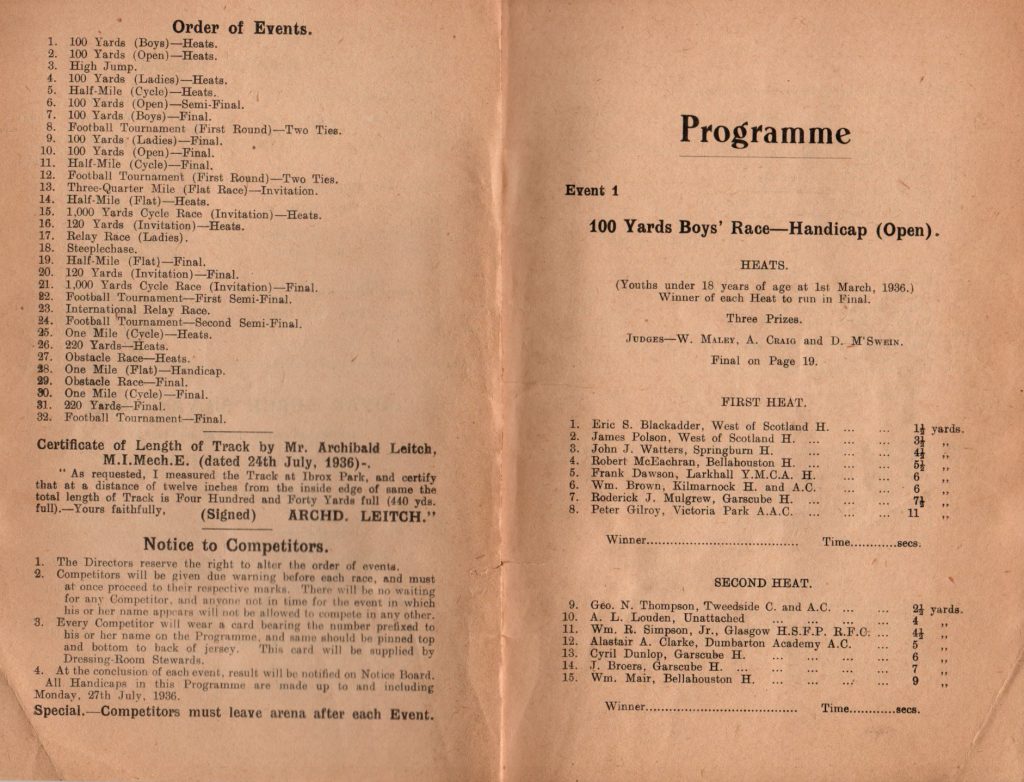 Order of Events.
1. 100 Yards (Boys)—Heats.
2. 100 Yards (Open)—Heats.
3. High Jump.
4. 100 Yards (Ladies)—Heats.
5. Half-Mile (Cycle)—Heats.
6. 100 Yards (Open)—Semi-Final.
7. 100 Yards (Boys)—Final.
8. Football Tournament (First Round)—Two Ties.
9. 100 Yards (Ladies)—Final.
10. 100 Yards (Open)—Final.
11. Half-Mile (Cycle)—Final.
12. Football Tournament (First Round)—Two Ties.
13. Three-Quarter Mile (Flat Race)—Invitation.
14. Half-Mile (Flat)—Heats.
15. 1,000 Yards Cycle Race (Invitation)—Heats.
16. 120 Yards (Invitation)—Heats.
17. Relay Race (Ladies).
18. Steeplechase.
19. Half-Mile (Flat)—Final.
20. 120 Yards (Invitation)—Final.
21. 1,000 Yards Cycle Race (Invitation)—Final.
22. Football Tournament—First Semi-Final.
23. International Relay Race.
24. Football Tournament—Second Semi-Final.
25. One Mile (Cycle)—Heats.
26. 220 Yards—Heats.
27. Obstacle Race—Heats.
28. One Mile (Flat)—Handicap.
29. Obstacle Race—Final.
30. One Mile (Cycle)—Final.
31. 220 Yards—Final.
32. Football Tournament—Final.
Certificate of Length of Track by Mr. Archibald Leitch,
M.I.Mech.E. (dated 24th July, 1936)-.
" As requested, I measured the Track at Ibrox Park, and certify
that at a distance of twelve inches from the inside edge of same the
total length of Track is Four Hundred and Forty Yards full (440 yds.
full).—Yours faithfully, (Signed) ARCHD. LEITCH."
Notice to Competitors.
1. The Directors reserve the right to alter the order of events.
2. Competitors will be given due warning before each race, and must
at once proceed to their respective marks. There will be no waiting
for any Competitor, and anyone not in time for the event in which
his or her name appears will not be allowed to compete in any other.
3. Every Competitor will wear a card bearing the number prefixed to
his or her name on the Programme, and same should be pinned top
and bottom to back of jersey. This card will be supplied by
Dressing-Room Stewards.
4. At the conclusion of each event, result will be notified on Notice Board.
All Handicaps in this Programme are made up to and including
Monday, 27th July, 1936.
Special.—Competitors must leave arena after each Event.
Programme
Event 1
100 Yards Boys' Race—Handicap (Open).
HEATS.
(Youths under 18 years of age at 1st March, 1936.)
Winner of each Heat to run in Final.
Three Prizes.
JUDGES—W. MALEY, A. CRAIG and D. M'SWEIN.
Final on Page 19.
FIRST HEAT.
1. Eric S. Blackadder, West of Scotland H. ... ... 1½ yards.
2. James Polson, West of Scotland H. ... ... ... 3½ ,,
3. John J. Watters, Springburn H. ... ... ... 4½ ,,
4. Robert McEachran, Bellahouston H. ... ... ... 5½ ,,
5. Frank Dawson, Larkhall Y.M.C.A. H. ... ... 6 ,,
6. Wm. Brown, Kilmarnock H. and A.C. ... ... 6 ,,
7. Roderick J. Mulgrew, Garscube H. ... ... ... 7½ ,,
8. Peter Gilroy, Victoria Park A.A.C. ... ... ... 11 ,,
Winner...................................... Time............secs.
SECOND HEAT.
9. Geo. N. Thompson, Tweedside C. and A.C. ... ... 2½ yards.
10. A. L. Louden, Unattached ... ... ... ... 4 ,,
11. Wm. R. Simpson, Jr., Glasgow H.S.F.P. R.F.C. ... ... 4½ ,,
12. Alastair A. Clarke, Dumbarton Academy A.C. ... 5 ,,
13. Cyril Dunlop, Garscube H. ... ... ... ... 6 ,,
14. J. Broers, Garscube H. ... ... ... ... 7 ,,
15. Wm. Mair, Bellahouston H. ... ... ... ... 9 ,,
Winner...................................... Time............secs.